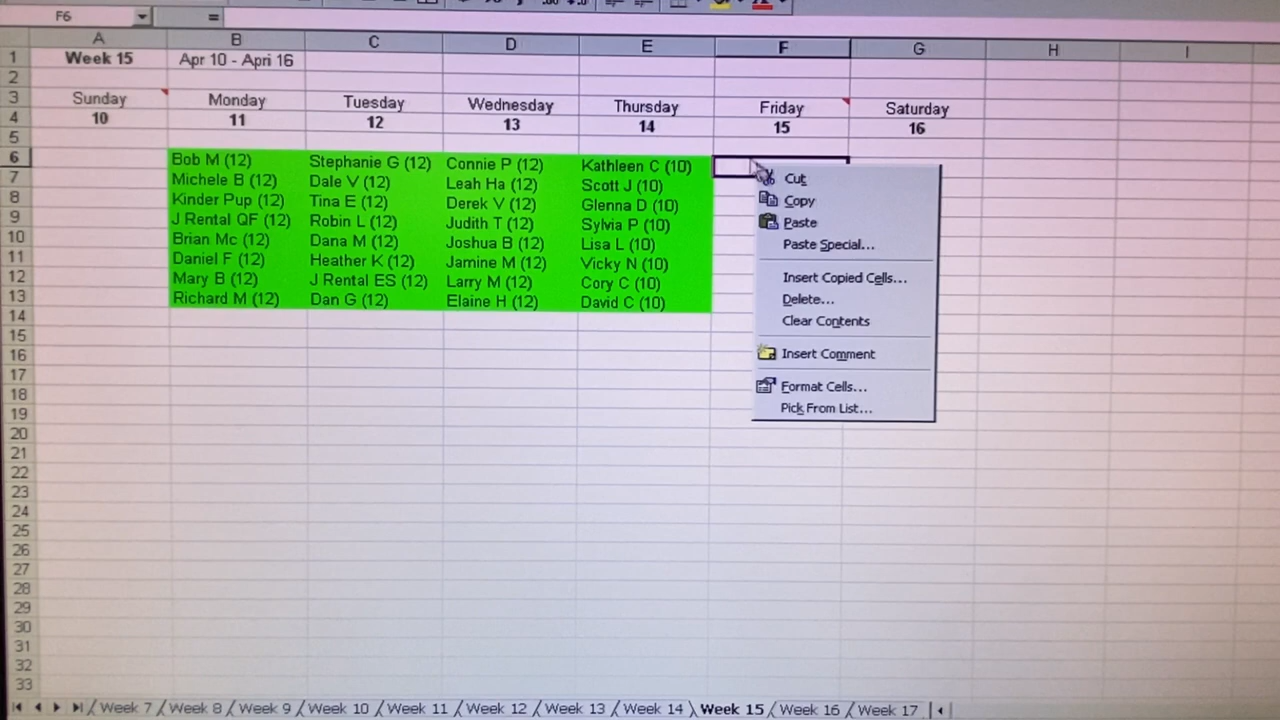 F6 =
A B C D E F G H I
1 Week 15 Apr 10 - Apri 16
2
3 Sunday Monday Tuesday Wednesday Thursday Friday Saturday
4 10 11 12 13 14 15 16
5
6 Bob M (12) Stephanie G (12) Connie P (12) Kathleen C (10)
7 Michele B (12) Dale V (12) Leah Ha (12) Scott J (10)
8 Kinder Pup (12) Tina E (12) Derek V (12) Glenna D (10)
9 J Rental QF (12) Robin L (12) Judith T (12) Sylvia P (10)
10 Brian Mc (12) Dana M (12) Joshua B (12) Lisa L (10)
11 Daniel F (12) Heather K (12) Jamine M (12) Vicky N (10)
12 Mary B (12) J Rental ES (12) Larry M (12) Cory C (10)
13 Richard M (12) Dan G (12) Elaine H (12) David C (10)
14
15
16
17
18
19
20
21
22
23
24
25
26
27
28
29
30
31
32
33
Cut
Copy
Paste
Paste Special...
Insert Copied Cells...
Delete...
Clear Contents
Insert Comment
Format Cells...
Pick From List...
Week 7 Week 8 Week 9 Week 10 Week 11 Week 12 Week 13 Week 14 Week 15 Week 16 Week 17